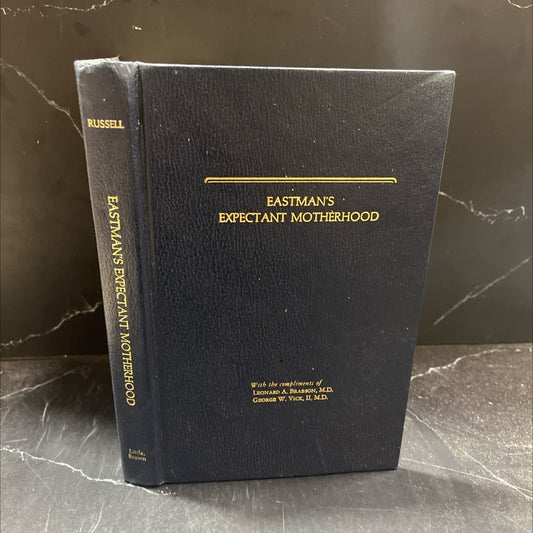 RUSSELL
EASTMAN'S EXPECTANT MOTHERHOOD
Little,
Brown
EASTMAN'S
EXPECTANT MOTHERHOOD
With the compliments of
LEONARD A. BRABSON, M.D.
GEORGE W. VICK, II, M.D.